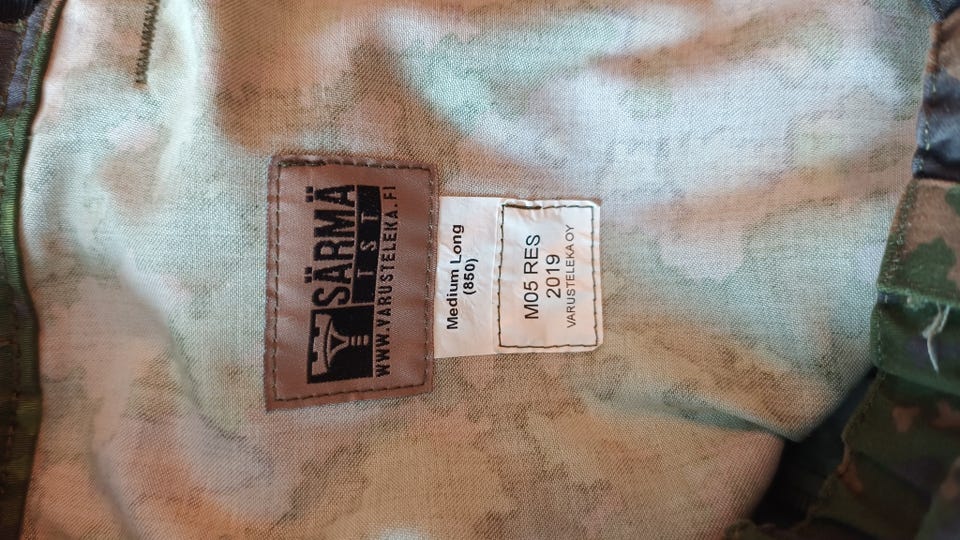 SÄRMÄ
TST
WWW.VARUSTELEKA.FI
Medium Long
(850)
M05 RES
2019
VARUSTELEKA OY